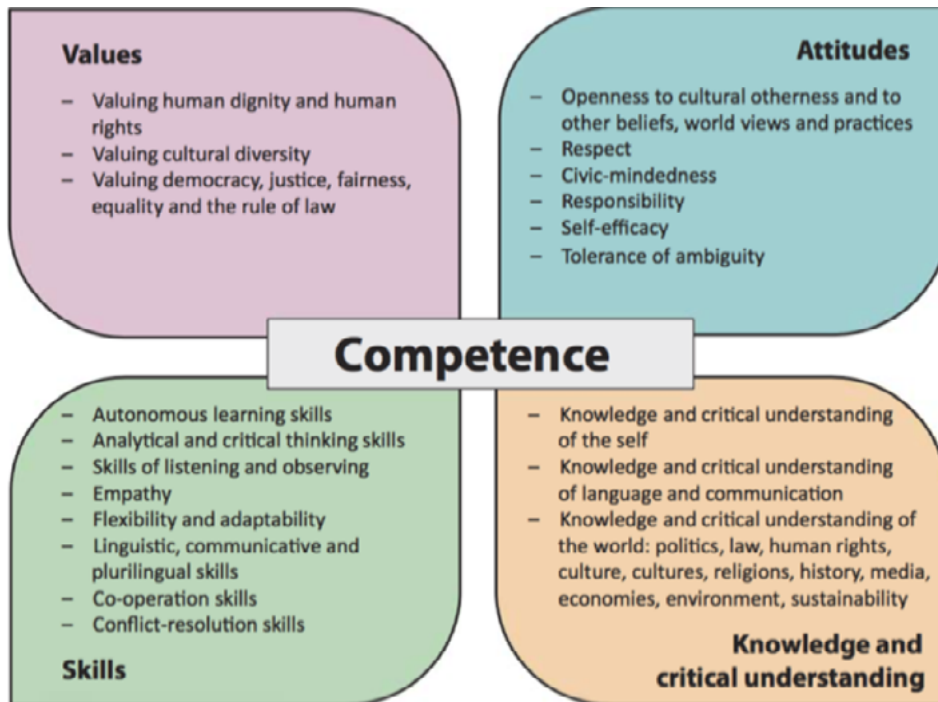 Values
– Valuing human dignity and human
rights
– Valuing cultural diversity
– Valuing democracy, justice, fairness,
equality and the rule of law
Attitudes
– Openness to cultural otherness and to
other beliefs, world views and practices
– Respect
– Civic-mindedness
– Responsibility
– Self-efficacy
– Tolerance of ambiguity
Competence
– Autonomous learning skills
– Analytical and critical thinking skills
– Skills of listening and observing
– Empathy
– Flexibility and adaptability
– Linguistic, communicative and
plurilingual skills
– Co-operation skills
– Conflict-resolution skills
Skills
– Knowledge and critical understanding
of the self
– Knowledge and critical understanding
of language and communication
– Knowledge and critical understanding of
the world: politics, law, human rights,
culture, cultures, religions, history, media,
economies, environment, sustainability
Knowledge and
critical understanding